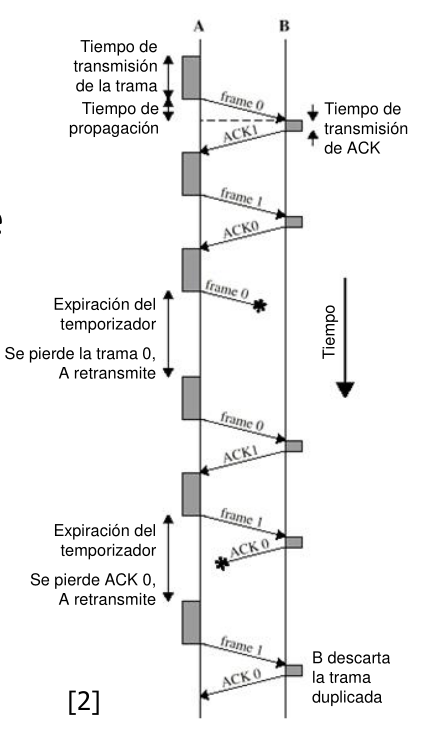 A
B
Tiempo de
transmisión
de la trama
frame 0
Tiempo de
propagación
Tiempo de
transmisión
de ACK
ACK1
frame 1
e
ACK0
frame 0
Expiración del
temporizador
Se pierde la trama 0,
A retransmite
Tiempo
frame 0
ACK1
frame 1
Expiración del
temporizador
ACK 0
Se pierde ACK 0,
A retransmite
frame 1
B descarta
la trama
duplicada
ACK 0
[2]